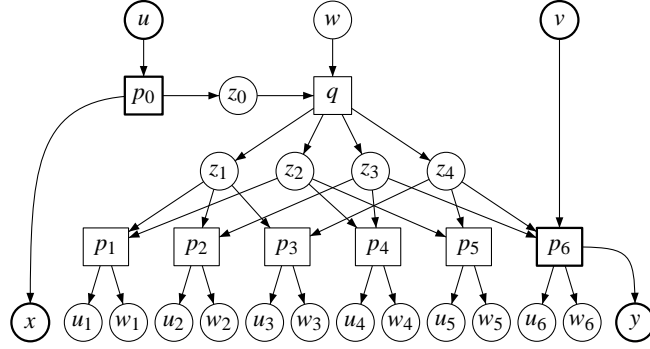 u w v
p₀ z₀ q
z₁ z₂ z₃ z₄
p₁ p₂ p₃ p₄ p₅ p₆
x u₁ w₁ u₂ w₂ u₃ w₃ u₄ w₄ u₅ w₅ u₆ w₆ y